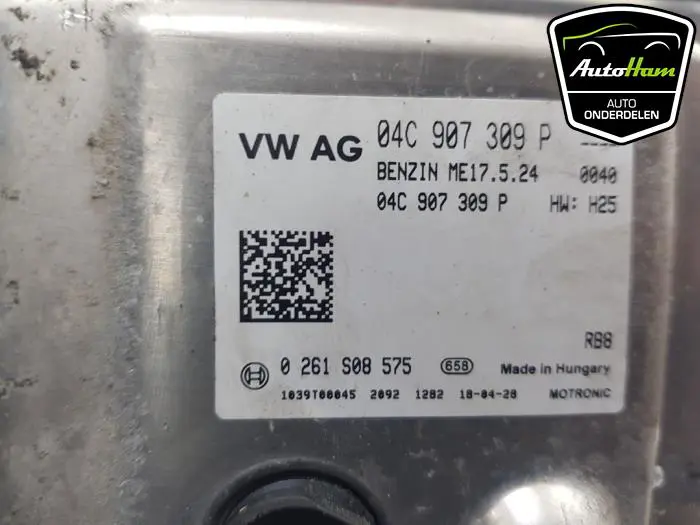 AutoHam
AUTO
ONDERDELEN
VW AG
04C 907 309 P ----
BENZIN ME17.5.24 0040
04C 907 309 P HW: H25
RB8
0 261 S08 575 658 Made in Hungary
1039T00045 2092 1282 18-04-28 MOTRONIC